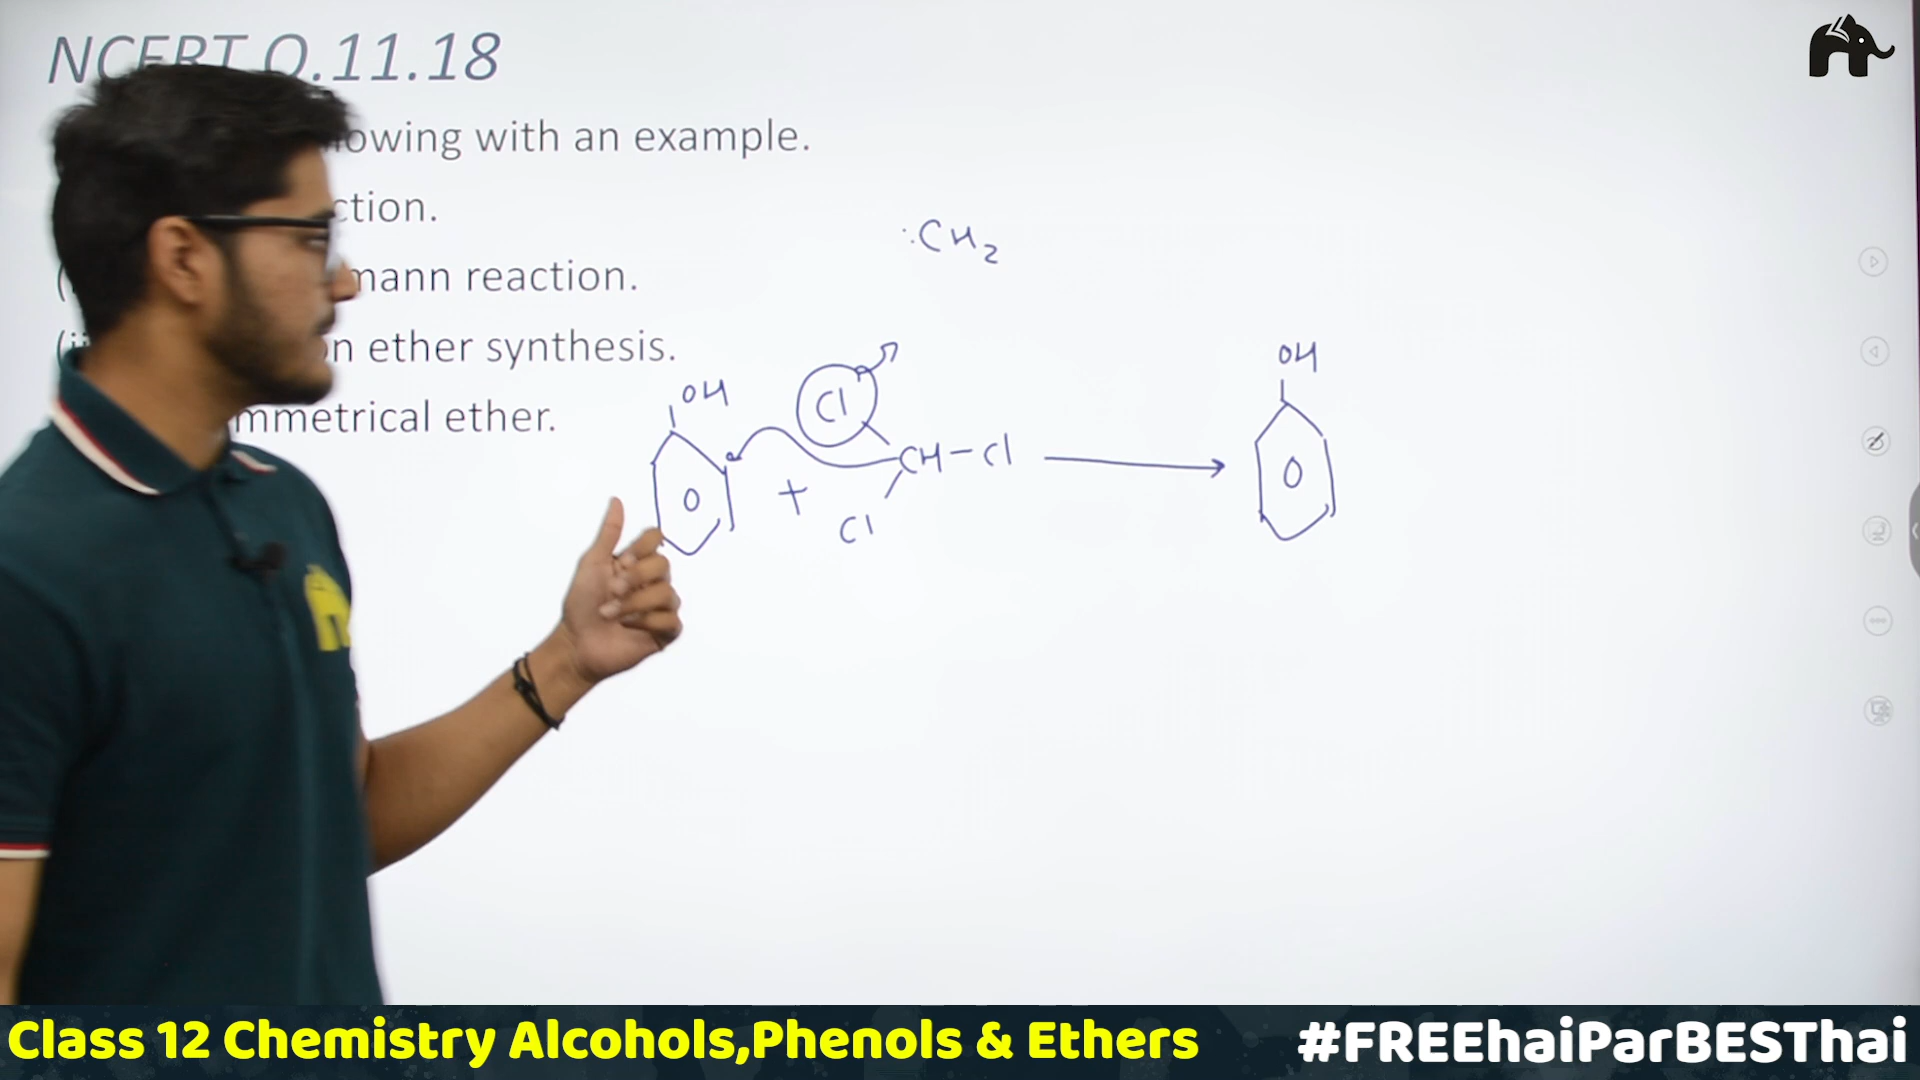 NCERT Q.11.18
owing with an example.
ction.
mann reaction.
n ether synthesis.
mmetrical ether.
:CH2
OH
Cl
CH-Cl
+
Cl
OH
Class 12 Chemistry Alcohols,Phenols & Ethers
#FREEhaiParBESThai